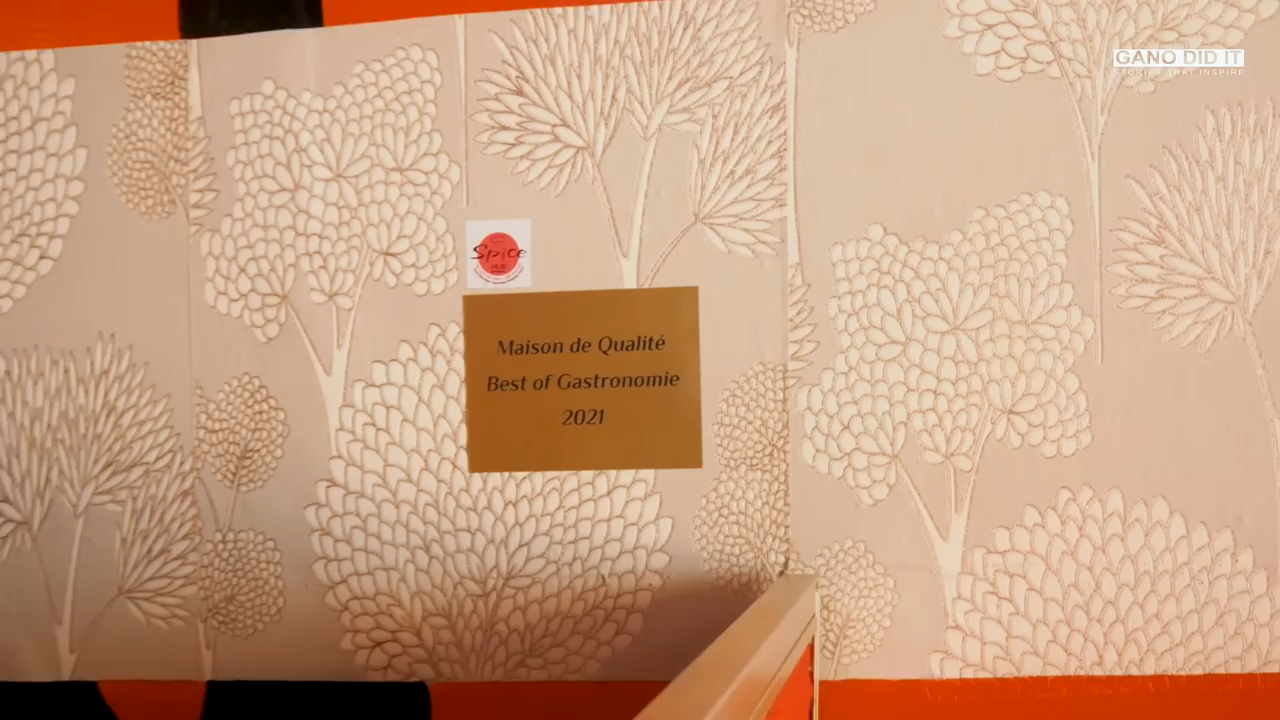 GANO DID IT
STORIES THAT INSPIRE
Spice
HUB
Maison de Qualité
Best of Gastronomie
2021